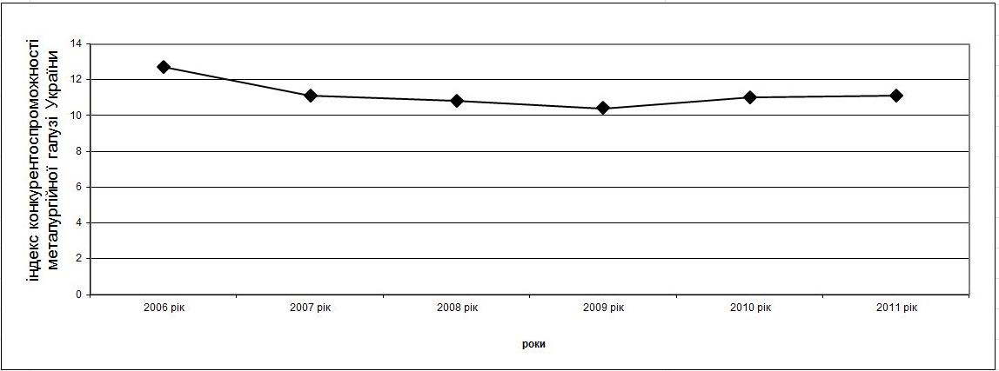 індекс конкурентоспроможності
металургійної галузі України
14
12
10
8
6
4
2
0
2006 рік
2007 рік
2008 рік
2009 рік
2010 рік
2011 рік
роки